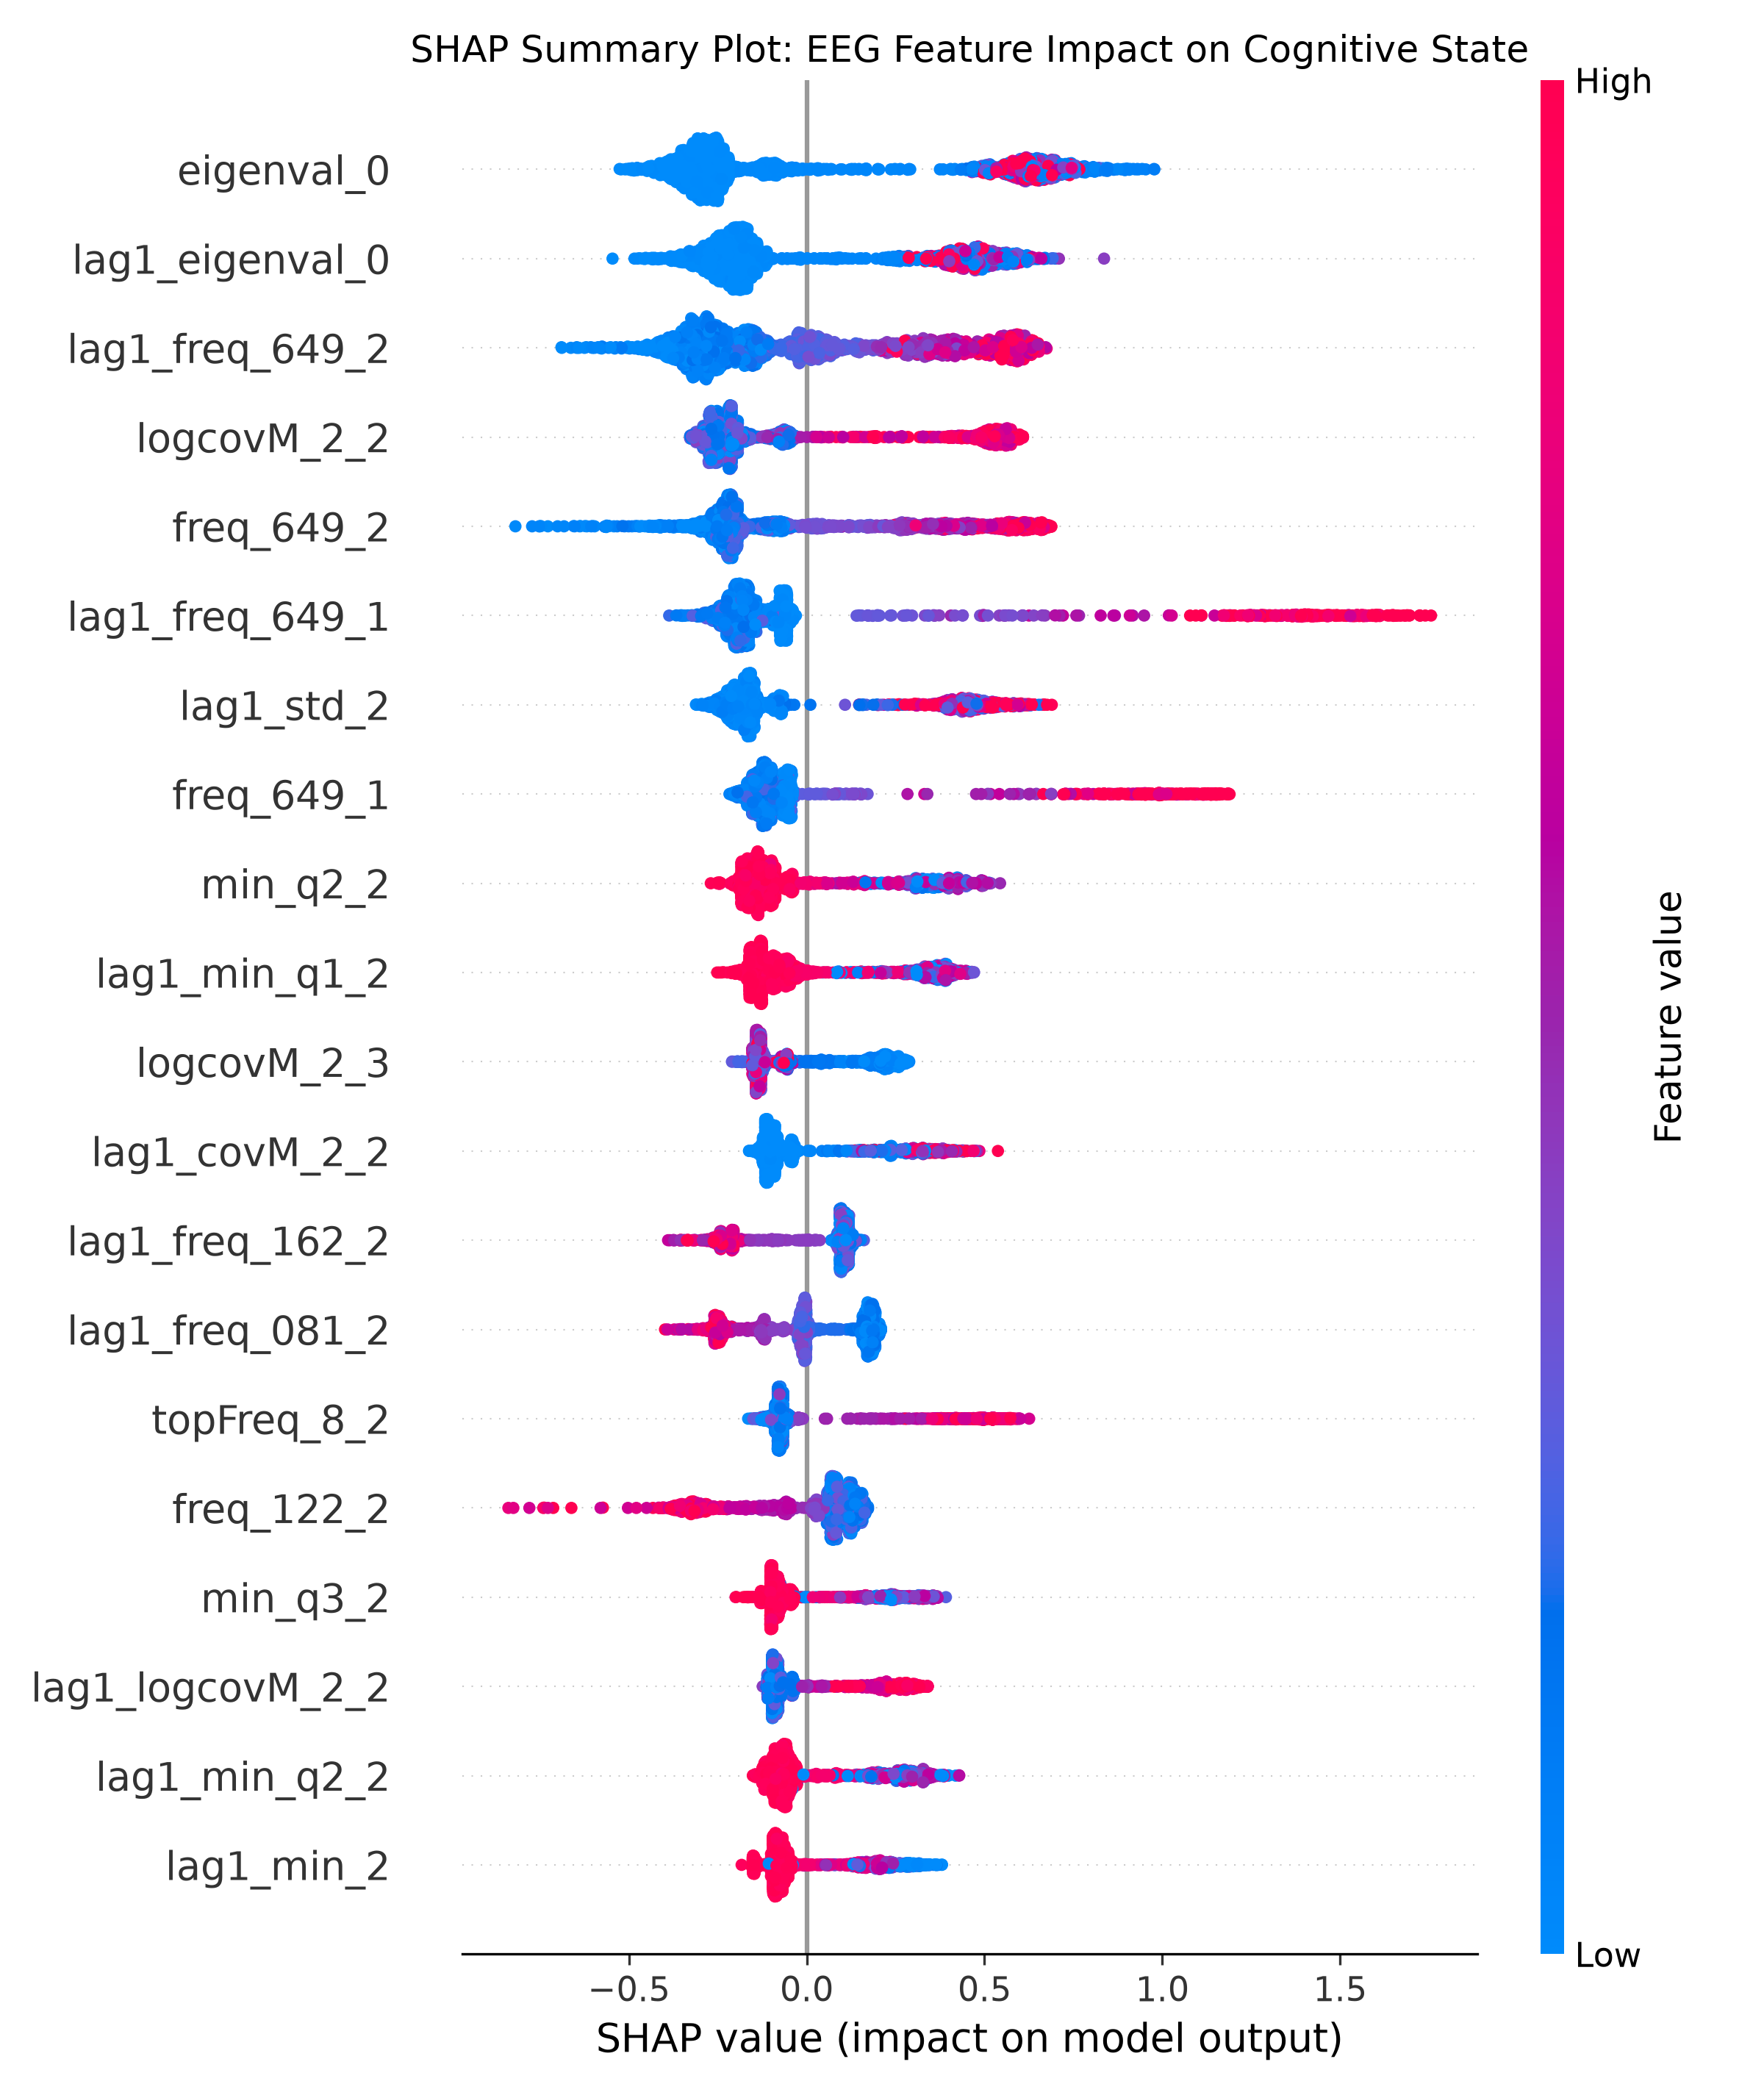 SHAP Summary Plot: EEG Feature Impact on Cognitive State
High
eigenval_0
lag1_eigenval_0
lag1_freq_649_2
logcovM_2_2
freq_649_2
lag1_freq_649_1
lag1_std_2
freq_649_1
min_q2_2
lag1_min_q1_2
logcovM_2_3
lag1_covM_2_2
lag1_freq_162_2
lag1_freq_081_2
topFreq_8_2
freq_122_2
min_q3_2
lag1_logcovM_2_2
lag1_min_q2_2
lag1_min_2
Feature value
Low
−0.5 0.0 0.5 1.0 1.5
SHAP value (impact on model output)